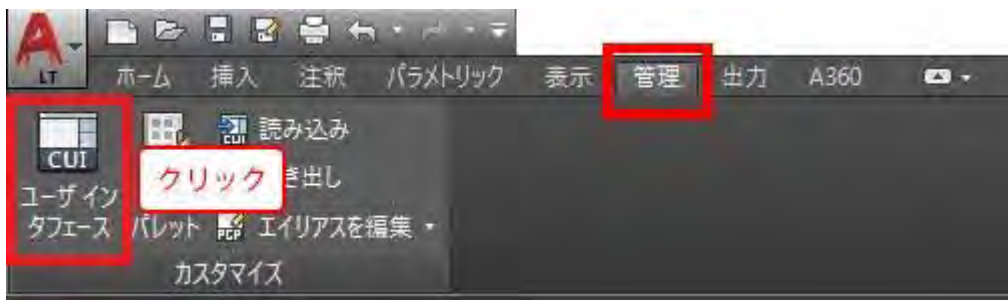 LT
ホーム 挿入 注釈 パラメトリック 表示 管理 出力 A360
CUI 読み込み
CUI
クリック
き出し
ユーザ イン
タフェース
パレット PGP エイリアスを編集
カスタマイズ